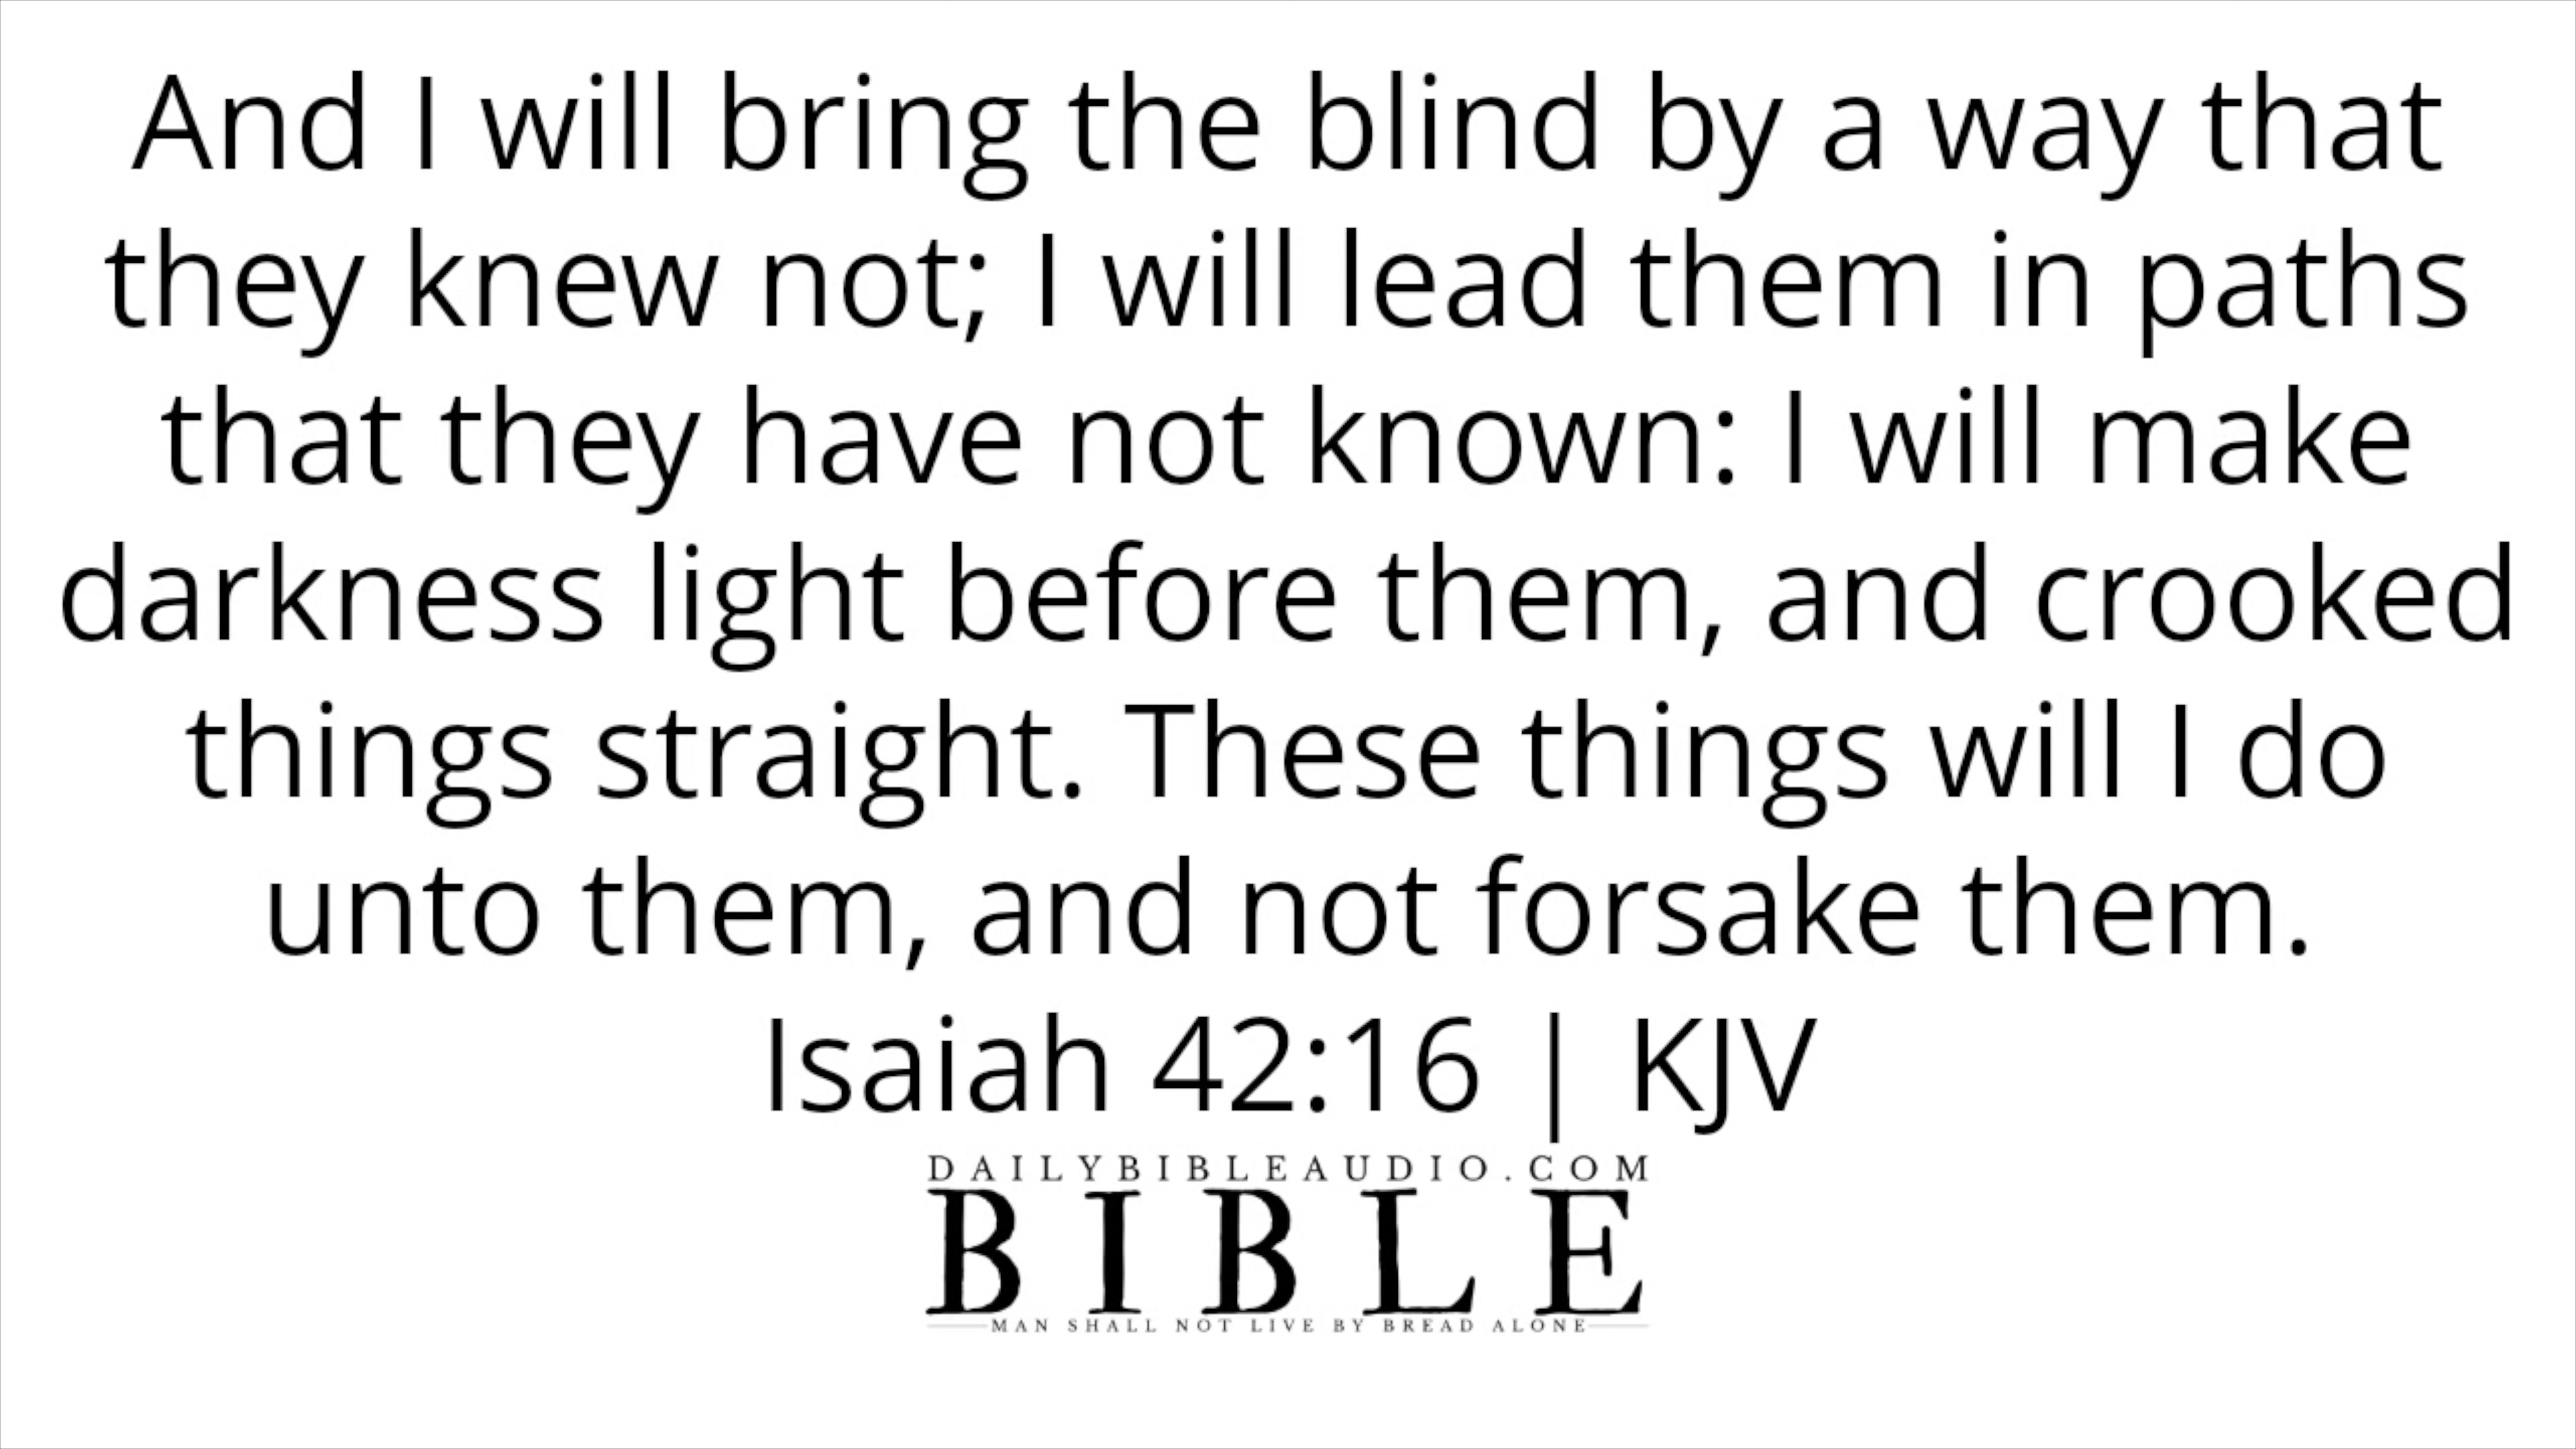 And I will bring the blind by a way that
they knew not; I will lead them in paths
that they have not known: I will make
darkness light before them, and crooked
things straight. These things will I do
unto them, and not forsake them.
Isaiah 42:16 | KJV
DAILYBIBLEAUDIO.COM
BIBLE
MAN SHALL NOT LIVE BY BREAD ALONE